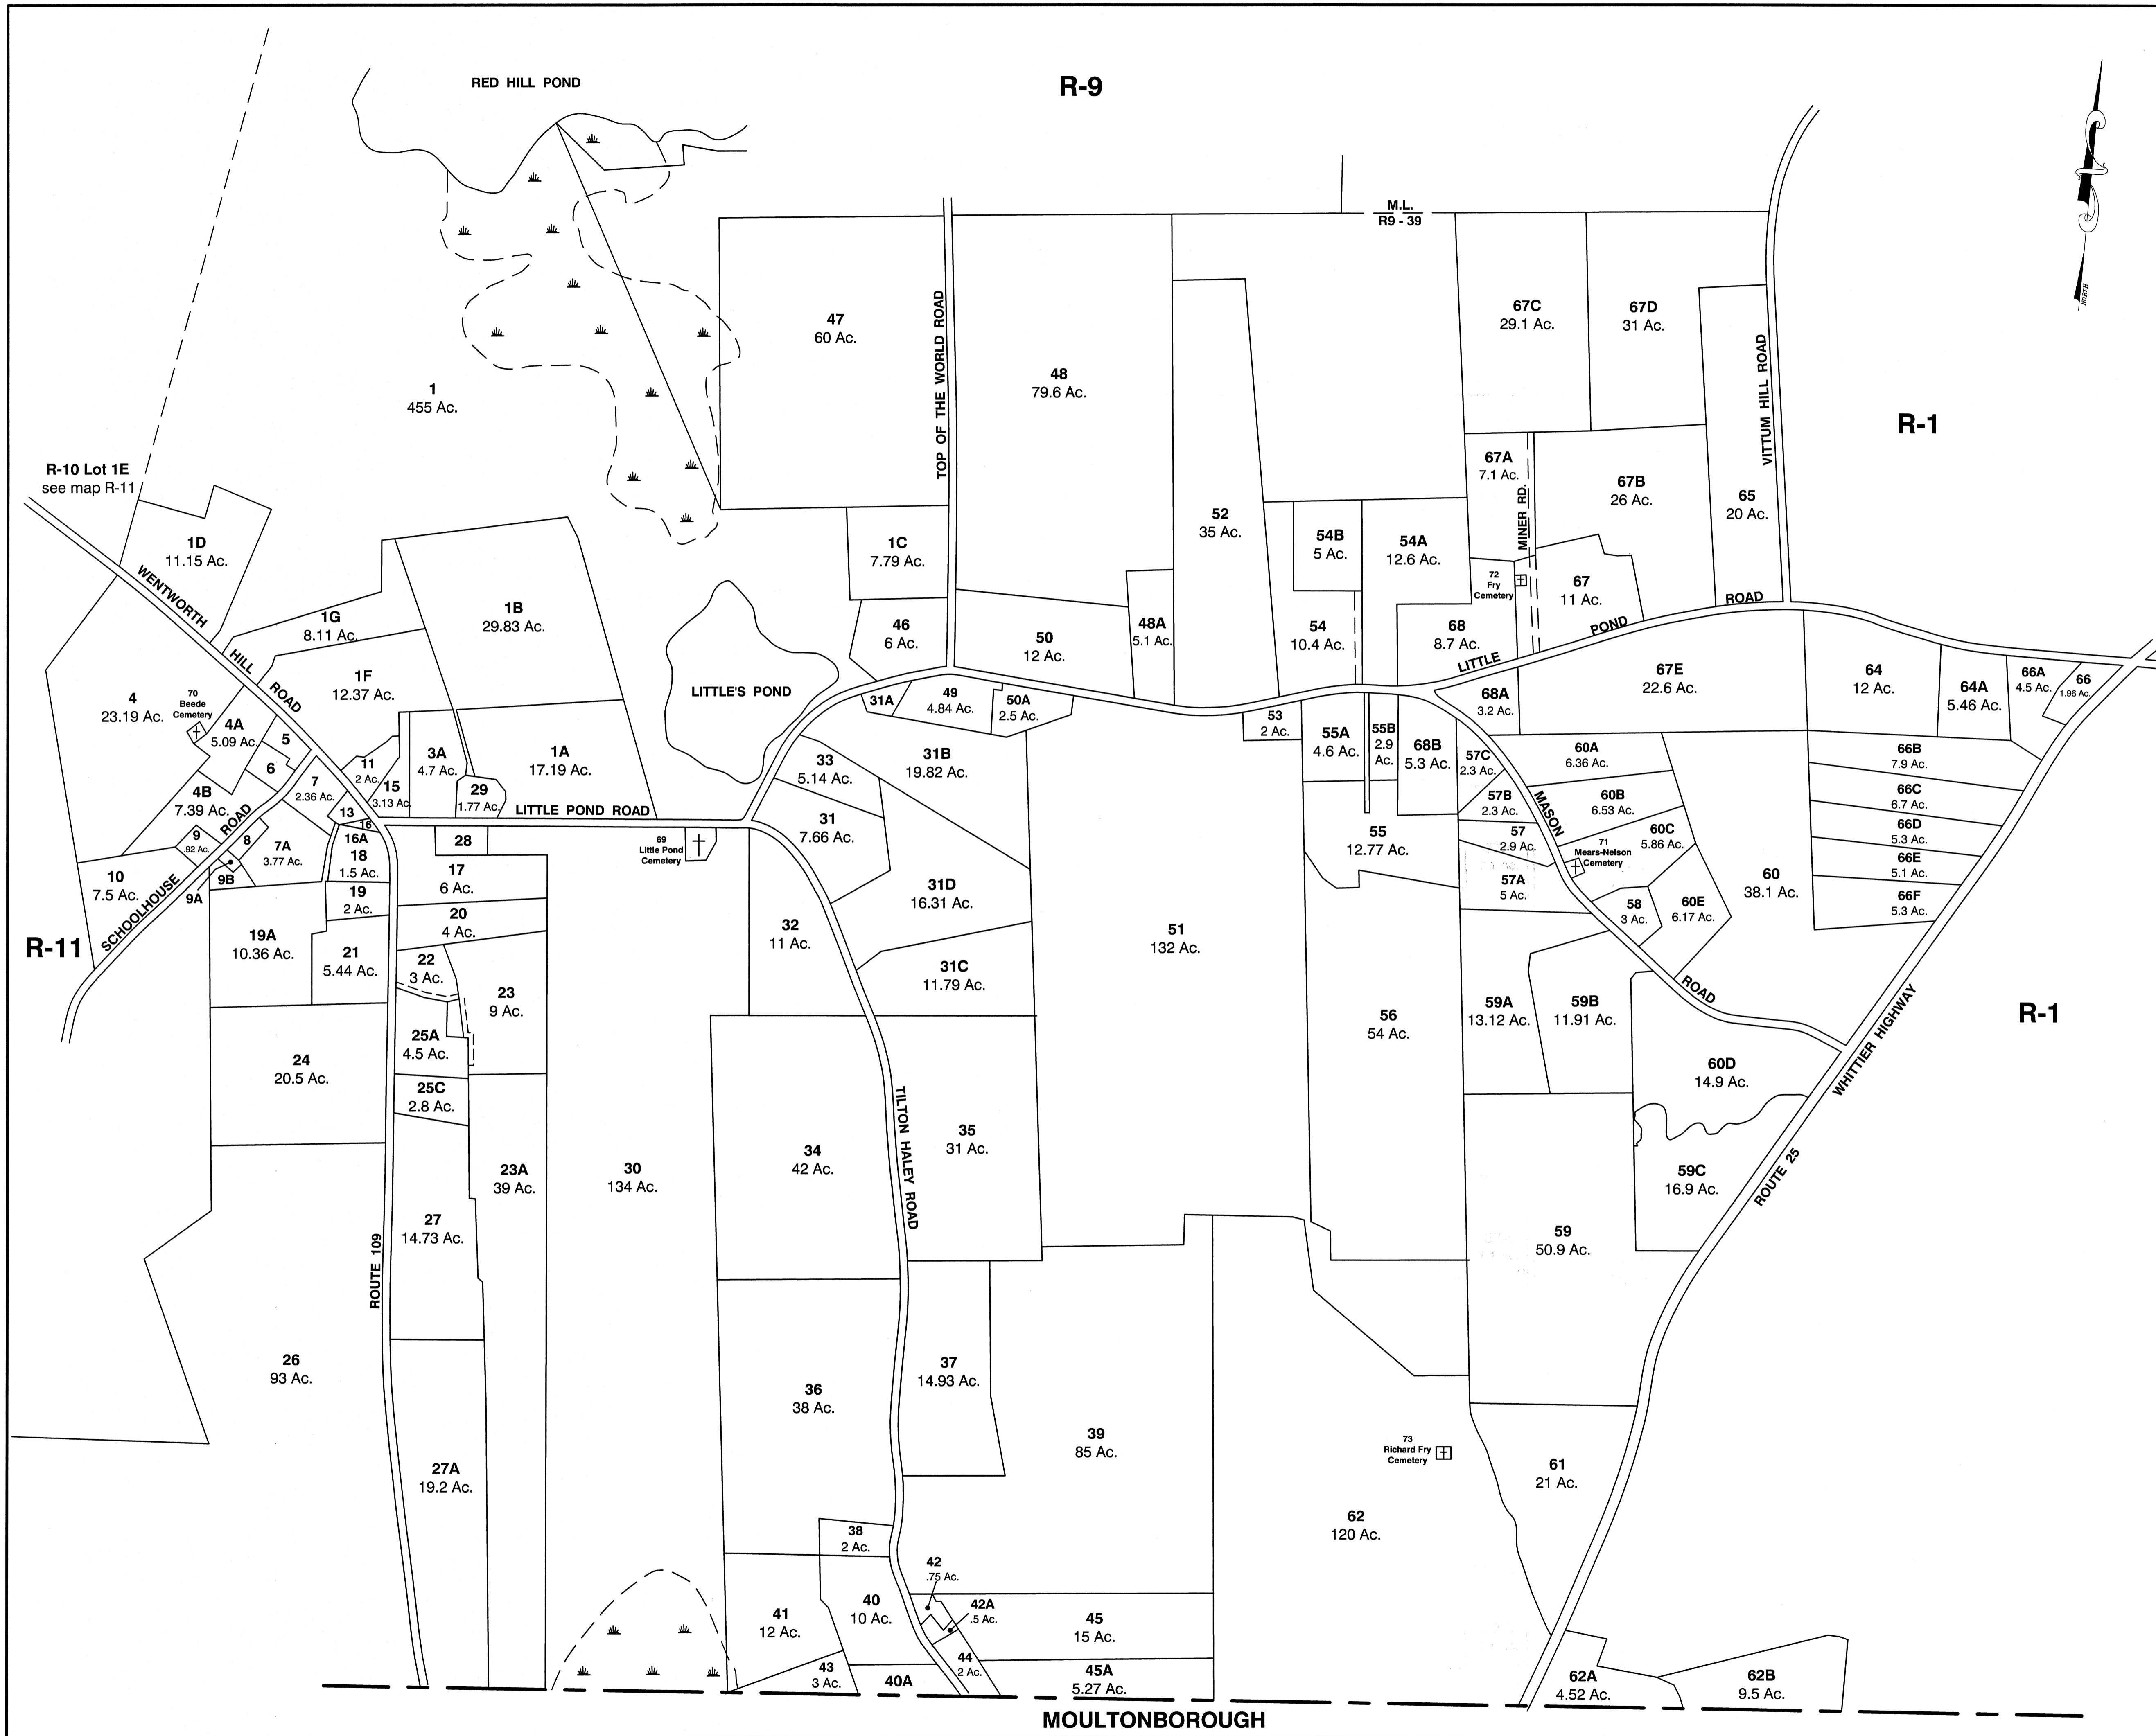 RED HILL POND
R-9
M.L.
R9 - 39
NORTH
47
60 Ac.
TOP OF THE WORLD ROAD
48
79.6 Ac.
67C
29.1 Ac.
67D
31 Ac.
VITTUM HILL ROAD
R-1
1
455 Ac.
R-10 Lot 1E
see map R-11
1D
11.15 Ac.
52
35 Ac.
54B
5 Ac.
54A
12.6 Ac.
67A
7.1 Ac.
MINER RD.
67B
26 Ac.
65
20 Ac.
1C
7.79 Ac.
72
Fry
Cemetery
67
11 Ac.
WENTWORTH
HILL
ROAD
1G
8.11 Ac.
1B
29.83 Ac.
46
6 Ac.
50
12 Ac.
48A
5.1 Ac.
54
10.4 Ac.
68
8.7 Ac.
LITTLE
POND
ROAD
1F
12.37 Ac.
LITTLE'S POND
31A
49
4.84 Ac.
50A
2.5 Ac.
68A
3.2 Ac.
67E
22.6 Ac.
64
12 Ac.
64A
5.46 Ac.
66A
4.5 Ac.
66
1.96 Ac.
4
23.19 Ac.
70
Beede
Cemetery
4A
5.09 Ac.
5
6
53
2 Ac.
55A
4.6 Ac.
55B
2.9
Ac.
68B
5.3 Ac.
57C
2.3 Ac.
60A
6.36 Ac.
66B
7.9 Ac.
11
2 Ac.
3A
4.7 Ac.
1A
17.19 Ac.
33
5.14 Ac.
31B
19.82 Ac.
7
2.36 Ac.
15
3.13 Ac.
29
1.77 Ac.
4B
7.39 Ac.
13
16
LITTLE POND ROAD
57B
2.3 Ac.
MASON
60B
6.53 Ac.
66C
6.7 Ac.
SCHOOLHOUSE
ROAD
9
.92 Ac.
8
7A
3.77 Ac.
16A
18
1.5 Ac.
28
69
Little Pond
Cemetery
31
7.66 Ac.
55
12.77 Ac.
57
2.9 Ac.
60C
5.86 Ac.
71
Mears-Nelson
Cemetery
66D
5.3 Ac.
66E
5.1 Ac.
66F
5.3 Ac.
10
7.5 Ac.
9A
9B
17
6 Ac.
19
2 Ac.
20
4 Ac.
31D
16.31 Ac.
57A
5 Ac.
58
3 Ac.
60E
6.17 Ac.
60
38.1 Ac.
R-11
19A
10.36 Ac.
21
5.44 Ac.
22
3 Ac.
23
9 Ac.
32
11 Ac.
31C
11.79 Ac.
51
132 Ac.
ROAD
59A
13.12 Ac.
59B
11.91 Ac.
R-1
56
54 Ac.
24
20.5 Ac.
25A
4.5 Ac.
25C
2.8 Ac.
60D
14.9 Ac.
WHITTIER HIGHWAY
ROUTE 25
TILTON HALEY ROAD
35
31 Ac.
34
42 Ac.
30
134 Ac.
23A
39 Ac.
59C
16.9 Ac.
27
14.73 Ac.
ROUTE 109
59
50.9 Ac.
26
93 Ac.
36
38 Ac.
37
14.93 Ac.
39
85 Ac.
73
Richard Fry
Cemetery
27A
19.2 Ac.
61
21 Ac.
62
120 Ac.
38
2 Ac.
42
.75 Ac.
42A
.5 Ac.
40
10 Ac.
41
12 Ac.
45
15 Ac.
44
2 Ac.
43
3 Ac.
40A
45A
5.27 Ac.
62A
4.52 Ac.
62B
9.5 Ac.
MOULTONBOROUGH